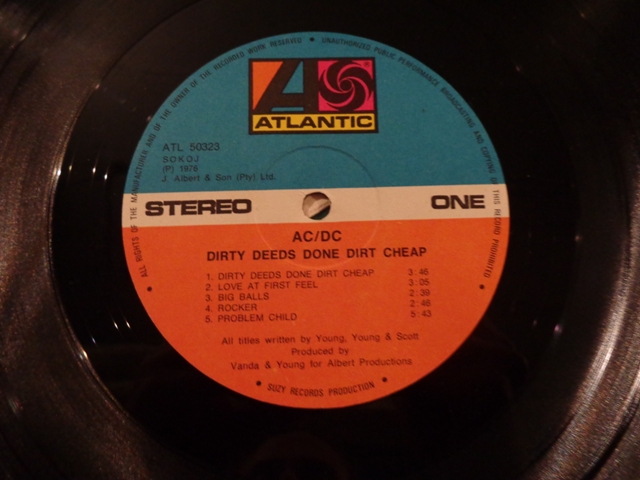 ALL RIGHTS OF THE MANUFACTURER AND OF THE OWNER OF THE RECORDED WORK RESERVED • UNAUTHORIZED PUBLIC PERFORMANCE BROADCASTING AND COPYING OF THIS RECORD PROHIBITED
ATLANTIC
ATL 50323
SOKOJ
(P) 1976
J. Albert & Son (Pty) Ltd.
STEREO
ONE
AC/DC
DIRTY DEEDS DONE DIRT CHEAP
1. DIRTY DEEDS DONE DIRT CHEAP 3:46
2. LOVE AT FIRST FEEL 3:05
3. BIG BALLS 2:39
4. ROCKER 2:48
5. PROBLEM CHILD 5:43
All titles written by Young, Young & Scott
Produced by
Vanda & Young for Albert Productions
• SUZY RECORDS PRODUCTION •